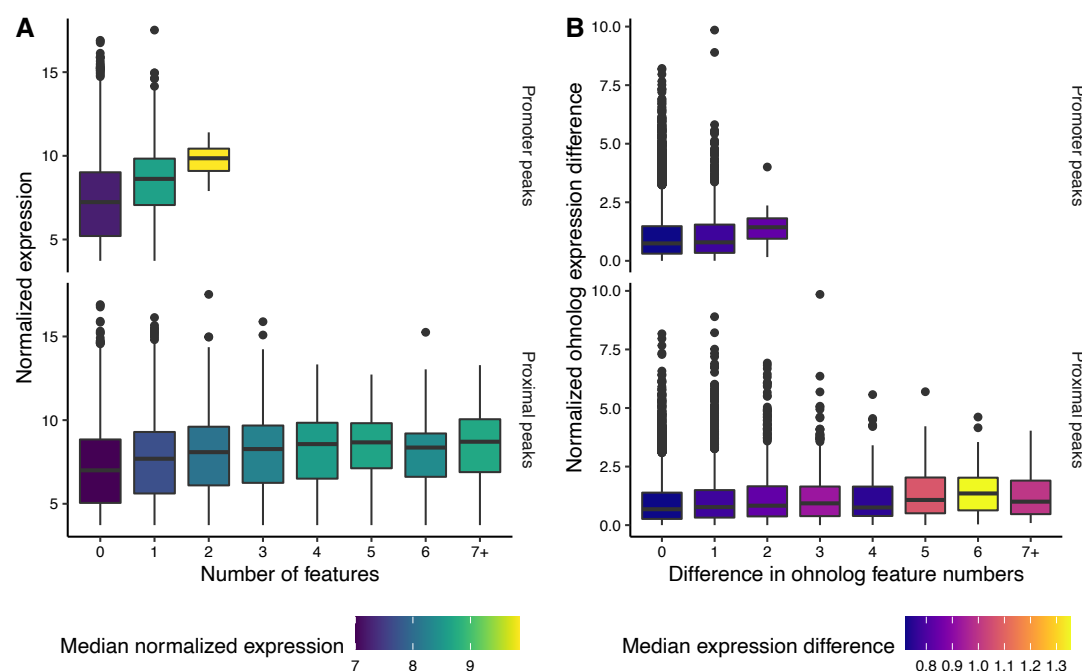 A
Normalized expression
15
10
5
Promoter peaks
15
10
5
Proximal peaks
0 1 2 3 4 5 6 7+
Number of features
Median normalized expression
7 8 9
B
Normalized ohnolog expression difference
10.0
7.5
5.0
2.5
0.0
Promoter peaks
10.0
7.5
5.0
2.5
0.0
Proximal peaks
0 1 2 3 4 5 6 7+
Difference in ohnolog feature numbers
Median expression difference
0.8 0.9 1.0 1.1 1.2 1.3